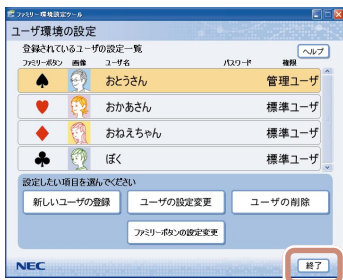 ファミリー環境設定ツール
ユーザ環境の設定
登録されているユーザの設定一覧
ヘルプ
ファミリーボタン 画像 ユーザ名 パスワード 権限
おとうさん 管理ユーザ
おかあさん 標準ユーザ
おねえちゃん 標準ユーザ
ぼく 標準ユーザ
設定したい項目を選んでください
新しいユーザの登録 ユーザの設定変更 ユーザの削除
ファミリーボタンの設定変更
NEC 終了